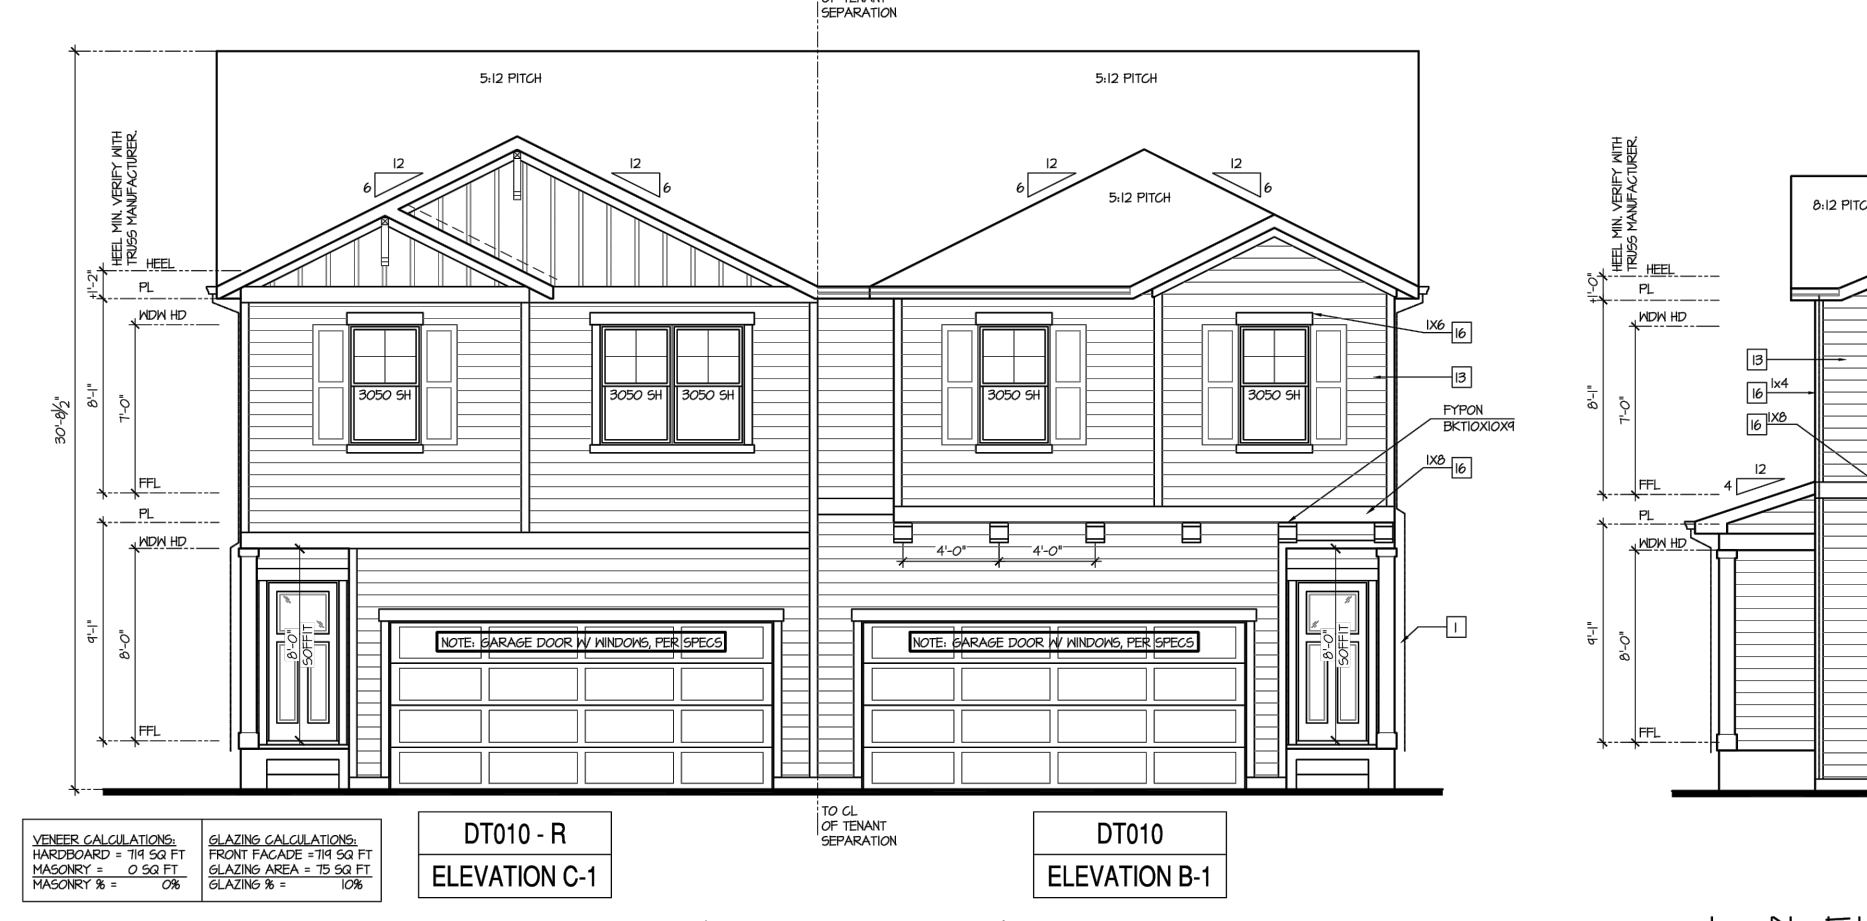 OF TENANT
SEPARATION
5:12 PITCH
5:12 PITCH
HEEL MIN. VERIFY WITH
TRUSS MANUFACTURER.
12
6
12
6
12
6
12
6
5:12 PITCH
HEEL
PL
WDW HD
±1'-2"
8'-1"
7'-0"
30'-8½"
FFL
PL
WDW HD
9'-1"
8'-0"
FFL
3050 SH
3050 SH
3050 SH
3050 SH
3050 SH
1X6
16
13
FYPON
BKT10X10X9
1X8
16
4'-0"
4'-0"
8'-0"
SOFFIT
NOTE: GARAGE DOOR W/ WINDOWS, PER SPECS
NOTE: GARAGE DOOR W/ WINDOWS, PER SPECS
8'-0"
SOFFIT
1
TO CL
OF TENANT
SEPARATION
VENEER CALCULATIONS:
HARDBOARD = 719 SQ FT
MASONRY = 0 SQ FT
MASONRY % = 0%
GLAZING CALCULATIONS:
FRONT FACADE =719 SQ FT
GLAZING AREA = 75 SQ FT
GLAZING % = 10%
DT010 - R
ELEVATION C-1
DT010
ELEVATION B-1
HEEL MIN. VERIFY WITH
TRUSS MANUFACTURER.
8:12 PITC
HEEL
PL
WDW HD
±1'-0"
8'-1"
7'-0"
13
16
1x4
16
1X8
12
4
FFL
PL
WDW HD
9'-1"
8'-0"
FFL